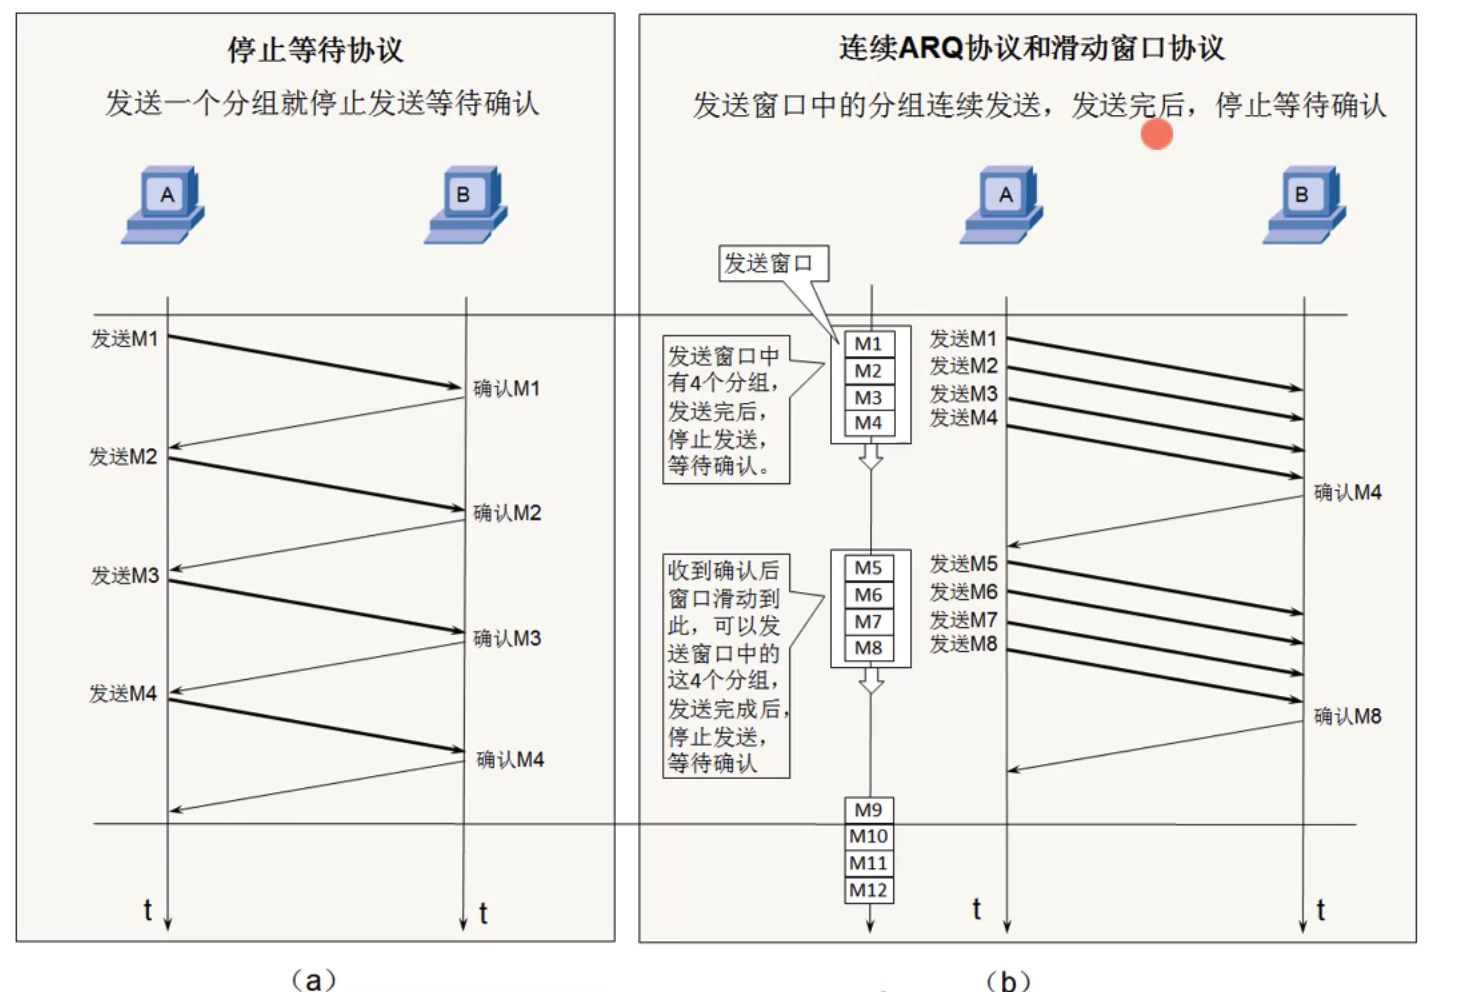 停止等待协议
发送一个分组就停止发送等待确认
A
B
发送M1
确认M1
发送M2
确认M2
发送M3
确认M3
发送M4
确认M4
t
t
(a)
连续ARQ协议和滑动窗口协议
发送窗口中的分组连续发送，发送完后，停止等待确认
A
B
发送窗口
发送窗口中
有4个分组，
发送完后，
停止发送，
等待确认。
M1
M2
M3
M4
发送M1
发送M2
发送M3
发送M4
确认M4
收到确认后
窗口滑动到
此，可以发
送窗口中的
这4个分组，
发送完成后，
停止发送，
等待确认
M5
M6
M7
M8
发送M5
发送M6
发送M7
发送M8
确认M8
M9
M10
M11
M12
t
t
(b)